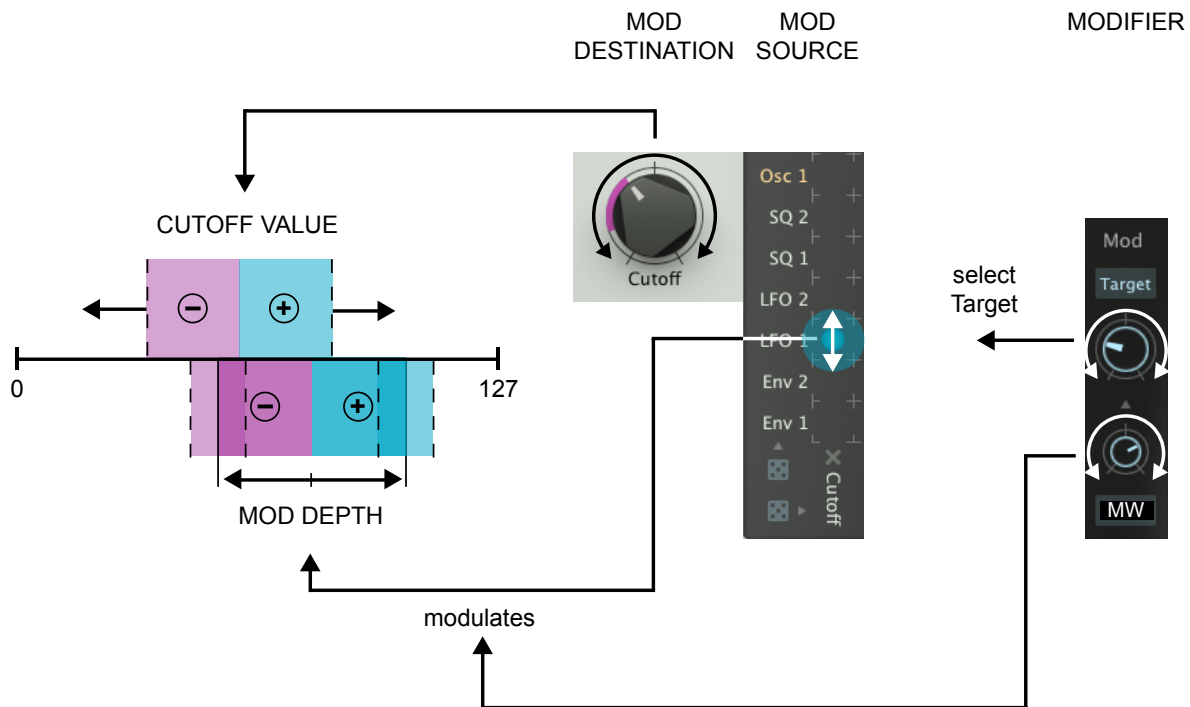 MOD
DESTINATION
MOD
SOURCE
MODIFIER
CUTOFF VALUE
−
+
0
127
−
+
MOD DEPTH
modulates
Cutoff
Osc 1
SQ 2
SQ 1
LFO 2
LFO 1
Env 2
Env 1
Cutoff
select
Target
Mod
Target
MW